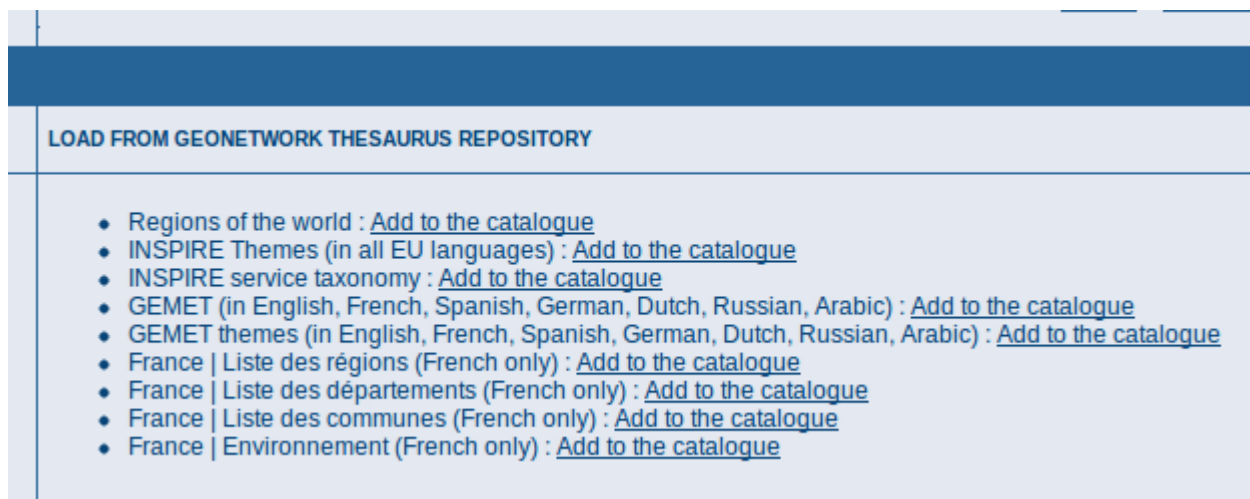 LOAD FROM GEONETWORK THESAURUS REPOSITORY
Regions of the world : Add to the catalogue
INSPIRE Themes (in all EU languages) : Add to the catalogue
INSPIRE service taxonomy : Add to the catalogue
GEMET (in English, French, Spanish, German, Dutch, Russian, Arabic) : Add to the catalogue
GEMET themes (in English, French, Spanish, German, Dutch, Russian, Arabic) : Add to the catalogue
France | Liste des régions (French only) : Add to the catalogue
France | Liste des départements (French only) : Add to the catalogue
France | Liste des communes (French only) : Add to the catalogue
France | Environnement (French only) : Add to the catalogue